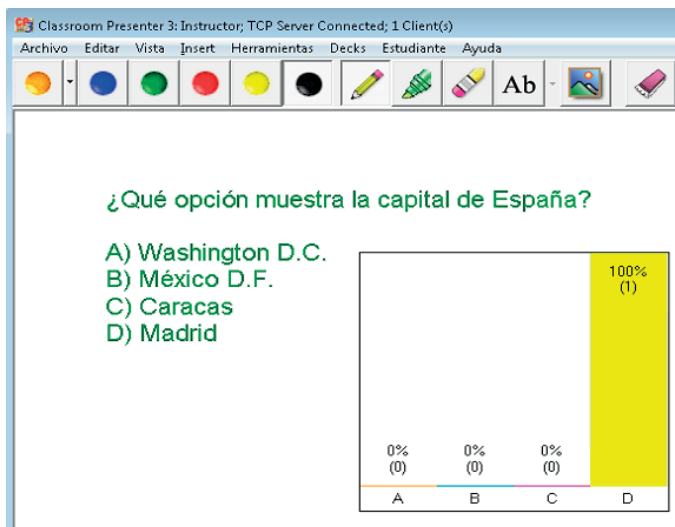 Classroom Presenter 3: Instructor; TCP Server Connected; 1 Client(s)
Archivo Editar Vista Insert Herramientas Decks Estudiante Ayuda
Ab
¿Qué opción muestra la capital de España?
A) Washington D.C.
B) México D.F.
C) Caracas
D) Madrid
100%
(1)
0% 0% 0%
(0) (0) (0)
A B C D